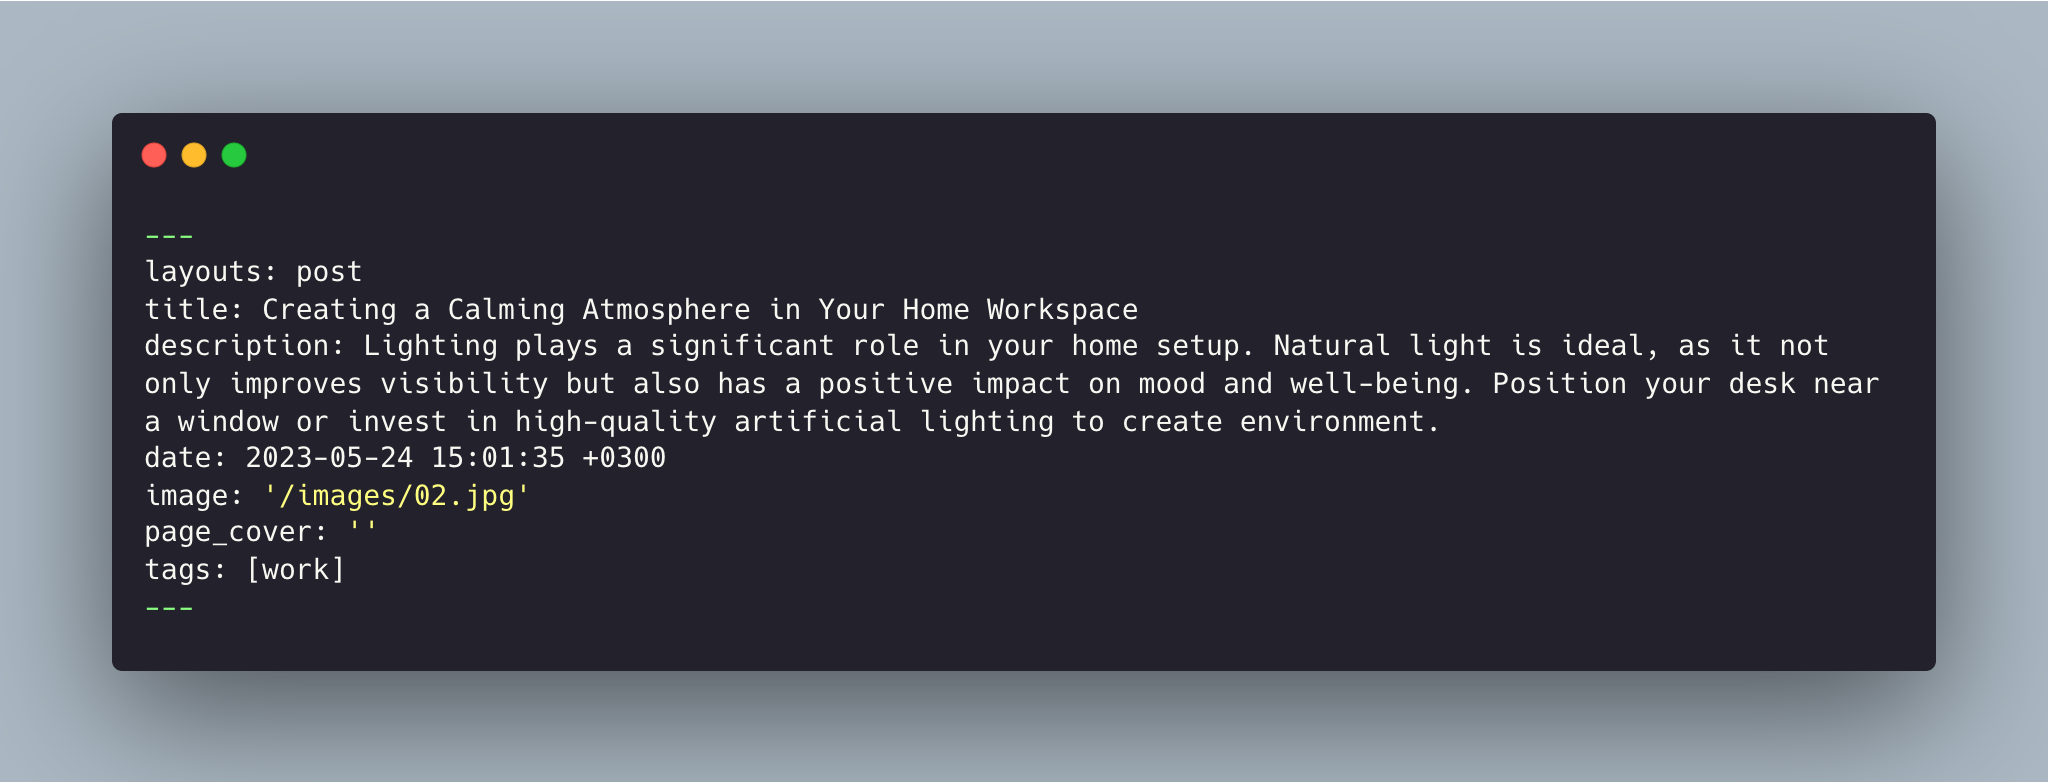 ---
layouts: post
title: Creating a Calming Atmosphere in Your Home Workspace
description: Lighting plays a significant role in your home setup. Natural light is ideal, as it not
only improves visibility but also has a positive impact on mood and well-being. Position your desk near
a window or invest in high-quality artificial lighting to create environment.
date: 2023-05-24 15:01:35 +0300
image: '/images/02.jpg'
page_cover: ''
tags: [work]
---